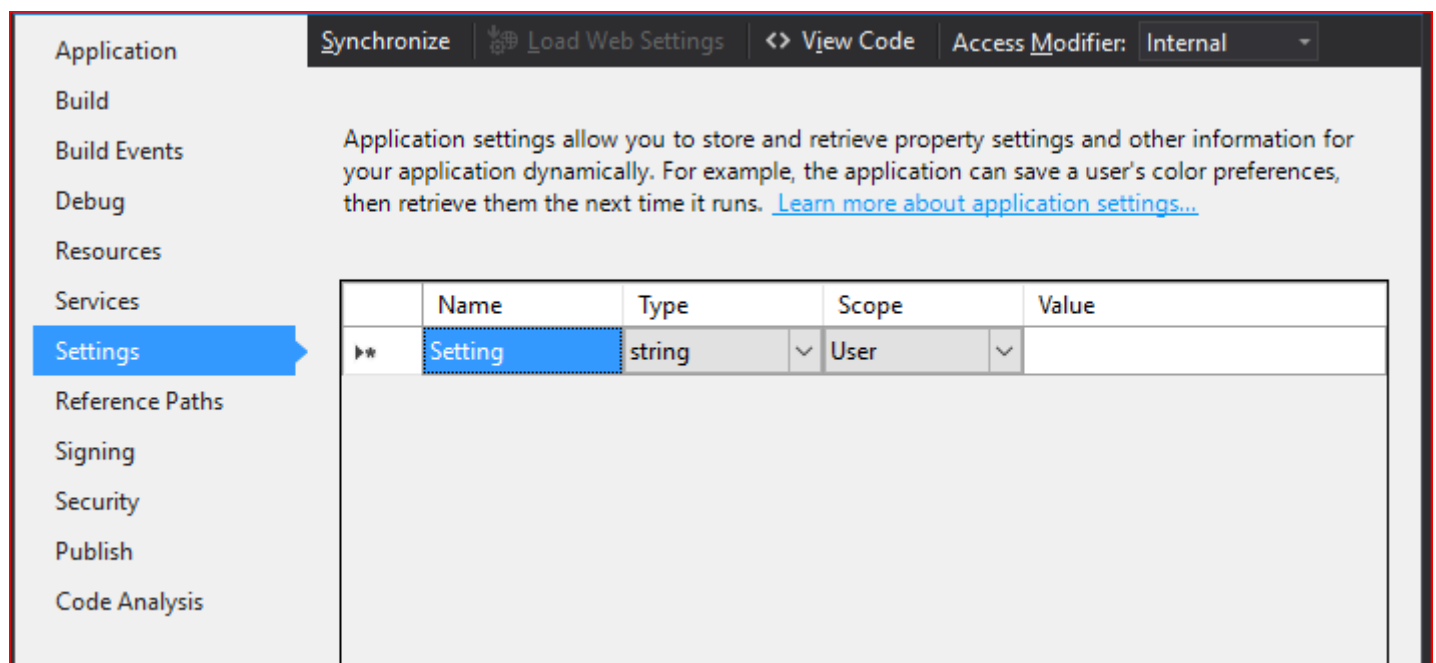 Application
Build
Build Events
Debug
Resources
Services
Settings
Reference Paths
Signing
Security
Publish
Code Analysis
Synchronize Load Web Settings <> View Code Access Modifier: Internal
Application settings allow you to store and retrieve property settings and other information for
your application dynamically. For example, the application can save a user's color preferences,
then retrieve them the next time it runs. Learn more about application settings...
Name Type Scope Value
* Setting string User